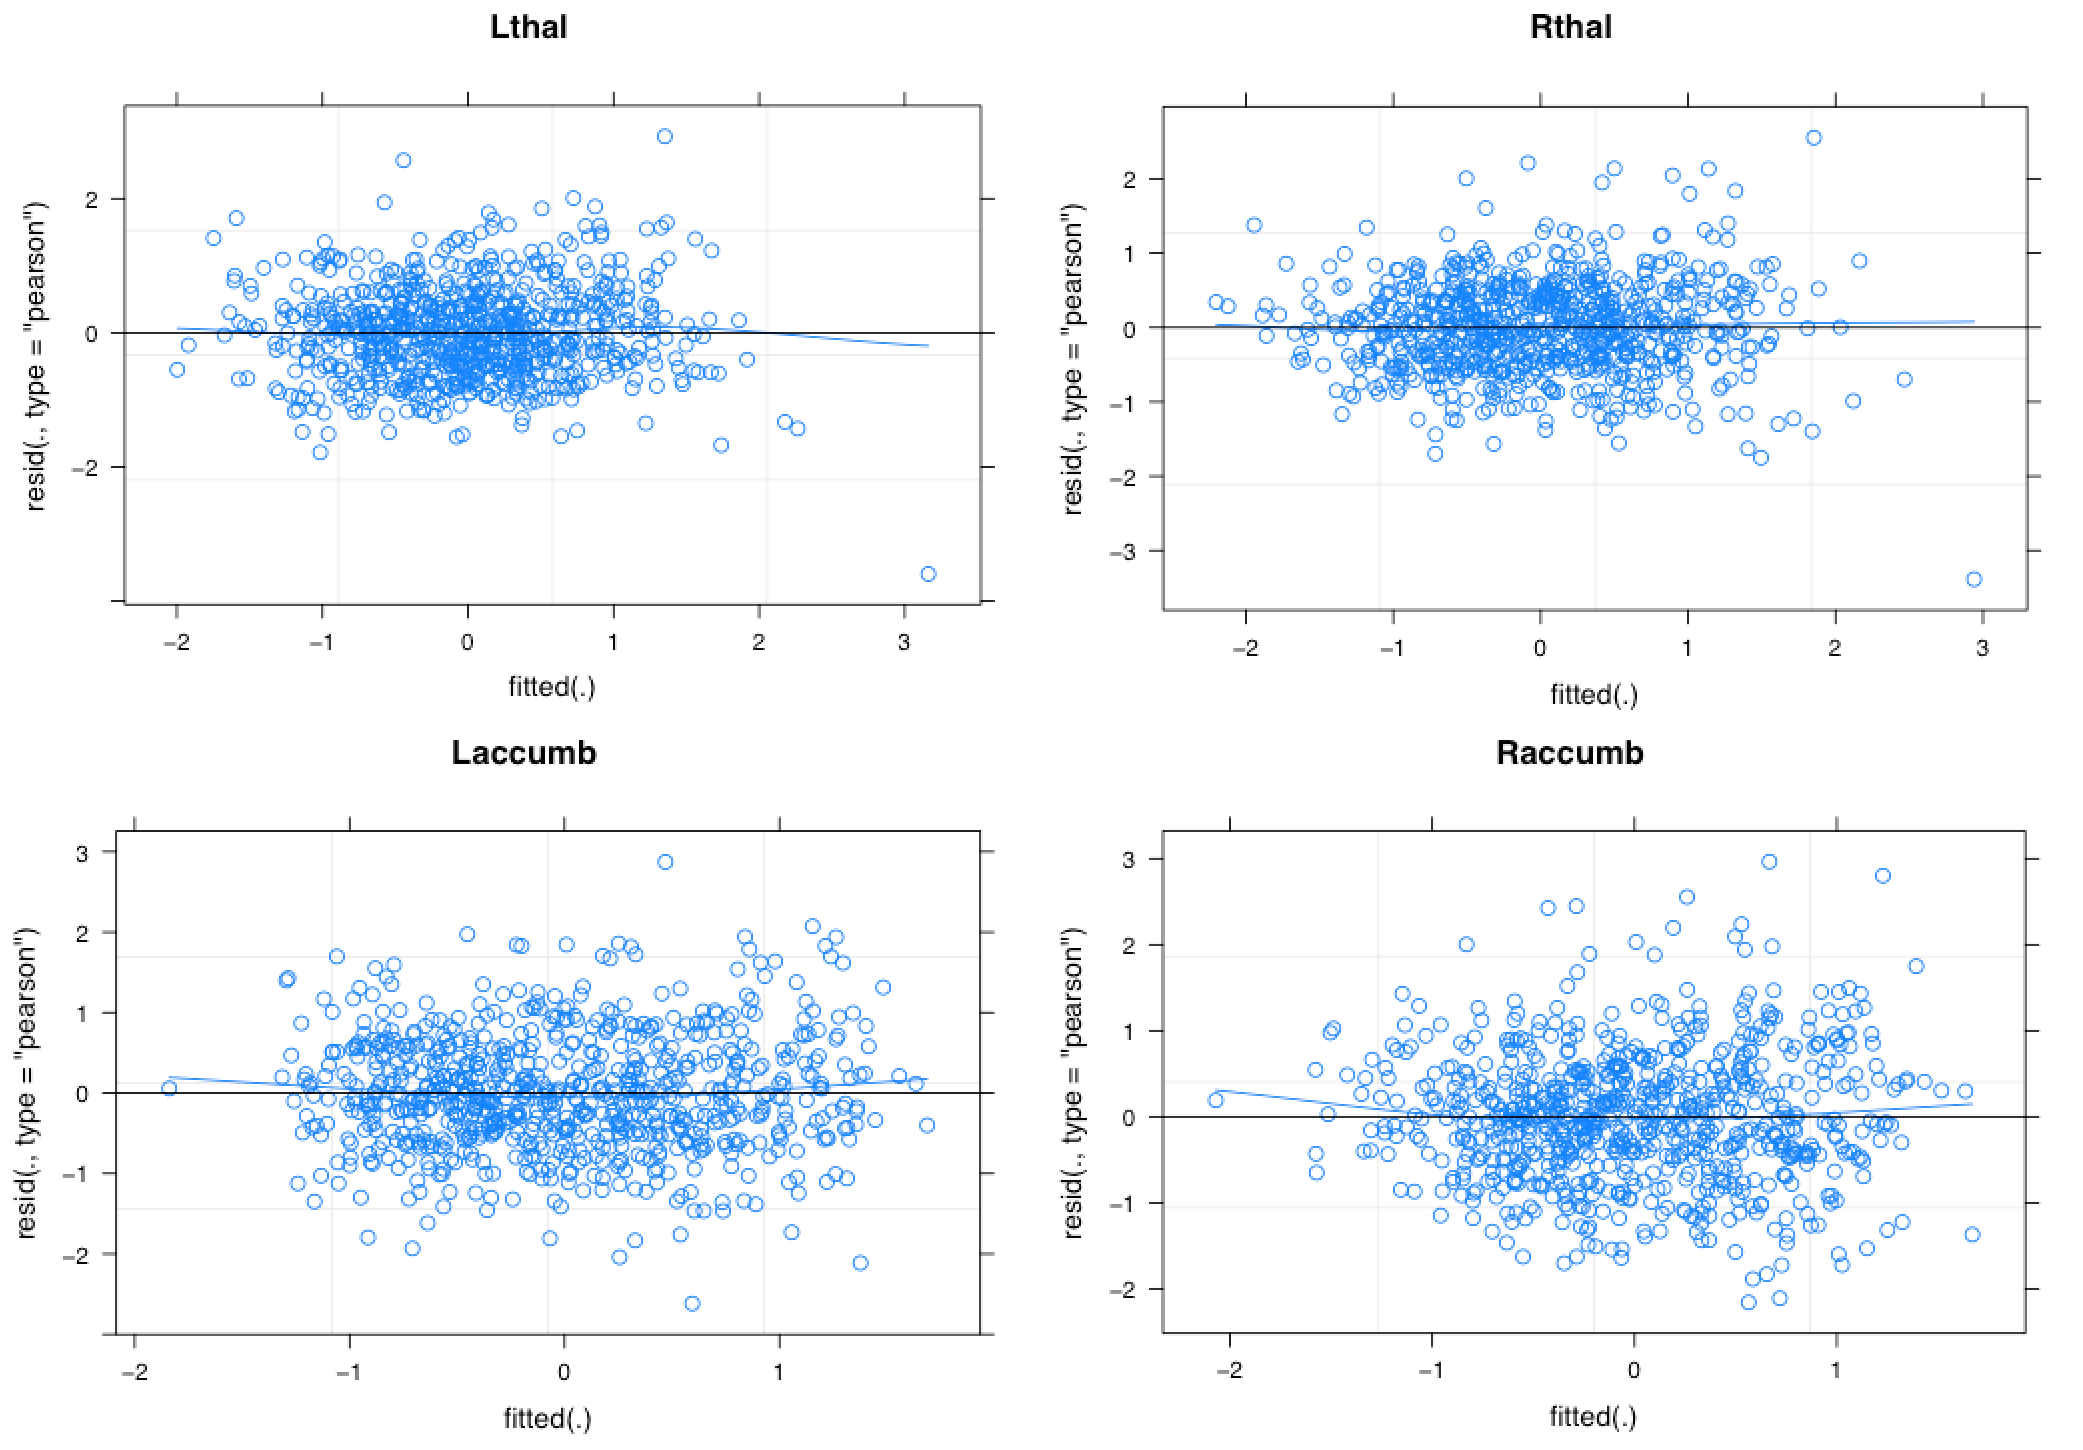 Lthal
resid(., type = "pearson")
2
0
−2
−2 −1 0 1 2 3
fitted(.)
Rthal
resid(., type = "pearson")
2
1
0
−1
−2
−3
−2 −1 0 1 2 3
fitted(.)
Laccumb
resid(., type = "pearson")
3
2
1
0
−1
−2
−2 −1 0 1
fitted(.)
Raccumb
resid(., type = "pearson")
3
2
1
0
−1
−2
−2 −1 0 1
fitted(.)